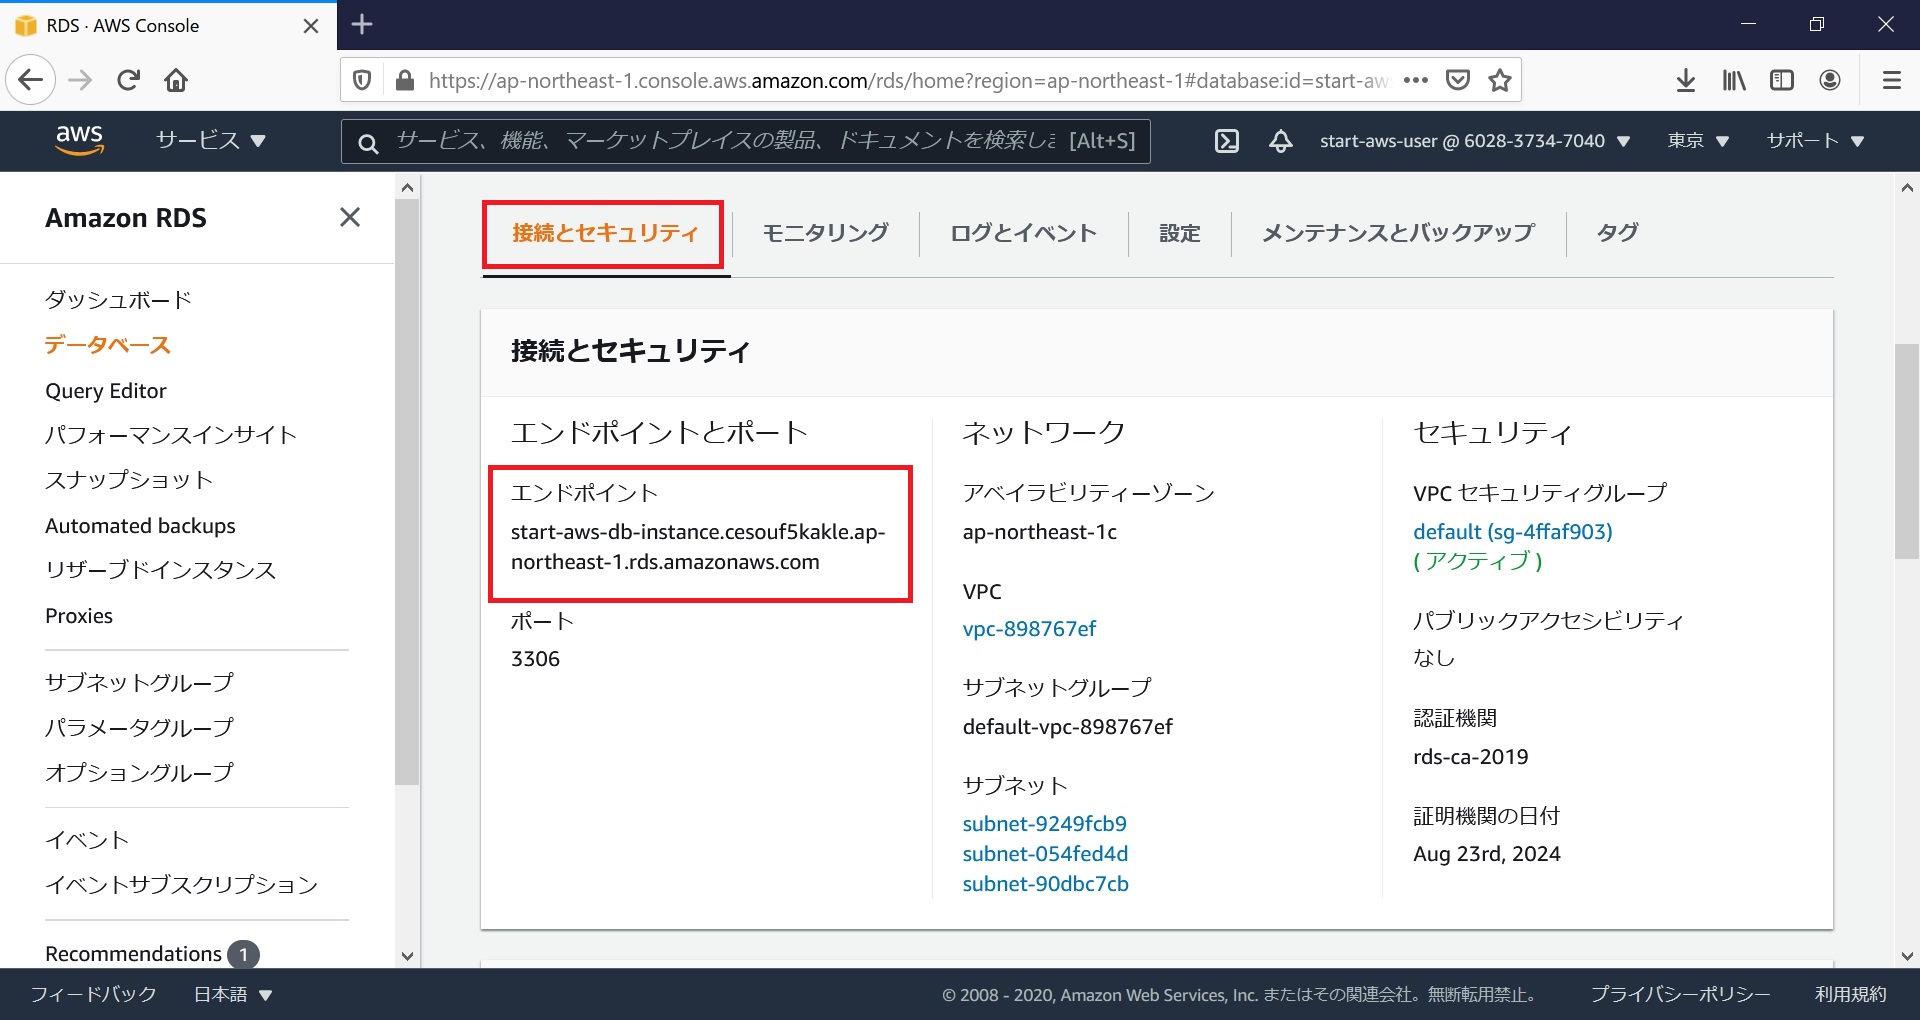 RDS · AWS Console
https://ap-northeast-1.console.aws.amazon.com/rds/home?region=ap-northeast-1#database:id=start-aw
aws サービス サービス、機能、マーケットプレイスの製品、ドキュメントを検索しま [Alt+S] start-aws-user @ 6028-3734-7040 東京 サポート
Amazon RDS
ダッシュボード
データベース
Query Editor
パフォーマンスインサイト
スナップショット
Automated backups
リザーブドインスタンス
Proxies
サブネットグループ
パラメータグループ
オプショングループ
イベント
イベントサブスクリプション
Recommendations 1
接続とセキュリティ モニタリング ログとイベント 設定 メンテナンスとバックアップ タグ
接続とセキュリティ
エンドポイントとポート
エンドポイント
start-aws-db-instance.cesouf5kakle.ap-
northeast-1.rds.amazonaws.com
ポート
3306
ネットワーク
アベイラビリティーゾーン
ap-northeast-1c
VPC
vpc-898767ef
サブネットグループ
default-vpc-898767ef
サブネット
subnet-9249fcb9
subnet-054fed4d
subnet-90dbc7cb
セキュリティ
VPC セキュリティグループ
default (sg-4ffaf903)
( アクティブ )
パブリックアクセシビリティ
なし
認証機関
rds-ca-2019
証明機関の日付
Aug 23rd, 2024
フィードバック 日本語 © 2008 - 2020, Amazon Web Services, Inc. またはその関連会社。無断転用禁止。 プライバシーポリシー 利用規約